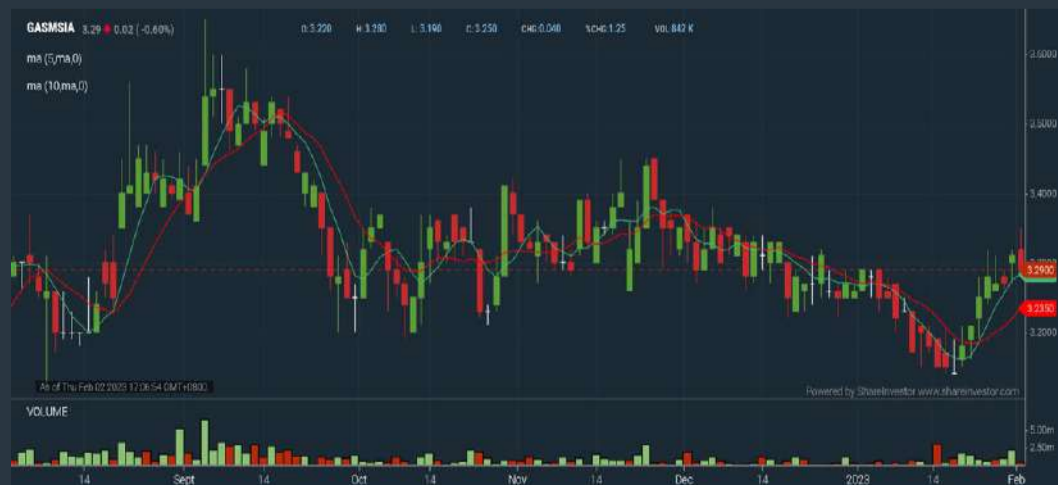 GASMSIA 3.29 0.02 (-0.60%) O:3.220 H:3.280 L:3.190 C:3.250 CHG:0.040 %CHG:1.25 VOL:842 K
ma (5,ma,0)
ma (10,ma,0)
3.6000
3.5000
3.4000
3.2900
3.2350
3.2000
As of Thu Feb 02 2023 17:06:54 GMT+0800
Powered by ShareInvestor www.shareinvestor.com
VOLUME
5.00m
2.50m
14 Sept 14 Oct 14 Nov 14 Dec 14 2023 14 Feb